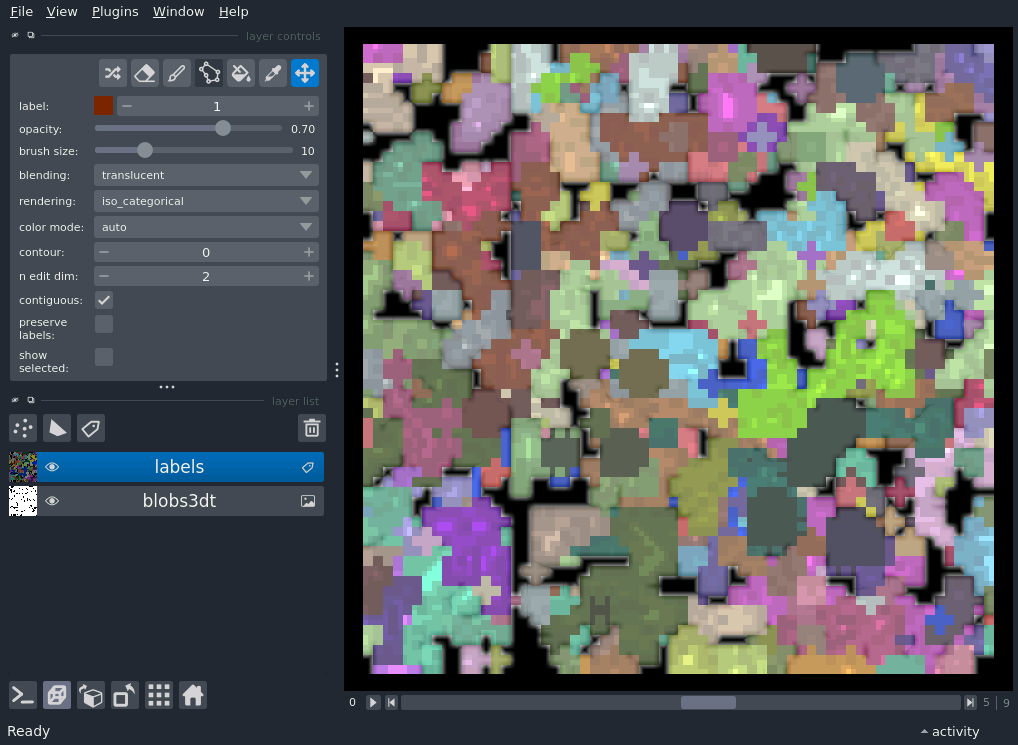 File View Plugins Window Help
layer controls
label: 1
opacity: 0.70
brush size: 10
blending: translucent
rendering: iso_categorical
color mode: auto
contour: 0
n edit dim: 2
contiguous:
preserve
labels:
show
selected:
layer list
labels
blobs3dt
0 5 9
Ready activity